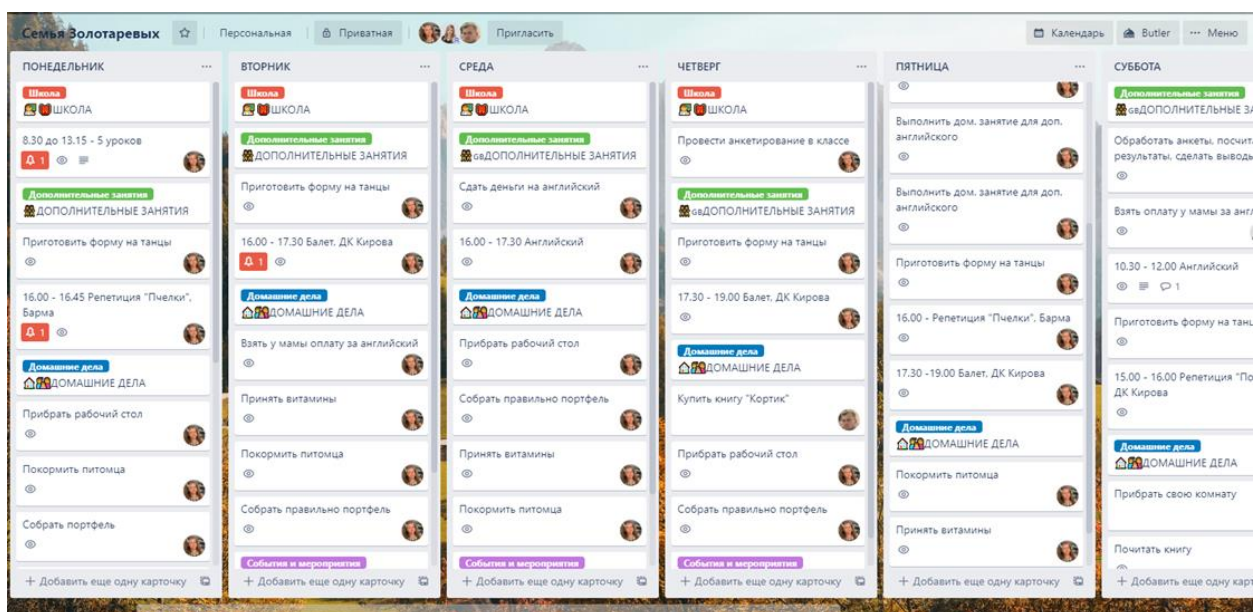 Семья Золотаревых
Персональная
Приватная
Пригласить
Календарь
Butler
Меню
ПОНЕДЕЛЬНИК
Школа
ШКОЛА
8.30 до 13.15 - 5 уроков
1
Дополнительные занятия
ДОПОЛНИТЕЛЬНЫЕ ЗАНЯТИЯ
Приготовить форму на танцы
16.00 - 16.45 Репетиция "Пчелки",
Барма
1
Домашние дела
ДОМАШНИЕ ДЕЛА
Прибрать рабочий стол
Покормить питомца
Собрать портфель
+ Добавить еще одну карточку
ВТОРНИК
Школа
ШКОЛА
Дополнительные занятия
ДОПОЛНИТЕЛЬНЫЕ ЗАНЯТИЯ
Приготовить форму на танцы
16.00 - 17.30 Балет, ДК Кирова
1
Домашние дела
ДОМАШНИЕ ДЕЛА
Взять у мамы оплату за английский
Принять витамины
Покормить питомца
Собрать правильно портфель
События и мероприятия
+ Добавить еще одну карточку
СРЕДА
Школа
ШКОЛА
Дополнительные занятия
GBДОПОЛНИТЕЛЬНЫЕ ЗАНЯТИЯ
Сдать деньги на английский
16.00 - 17.30 Английский
Домашние дела
ДОМАШНИЕ ДЕЛА
Прибрать рабочий стол
Собрать правильно портфель
Принять витамины
Покормить питомца
События и мероприятия
+ Добавить еще одну карточку
ЧЕТВЕРГ
Школа
ШКОЛА
Провести анкетирование в классе
Дополнительные занятия
GBДОПОЛНИТЕЛЬНЫЕ ЗАНЯТИЯ
Приготовить форму на танцы
17.30 - 19.00 Балет, ДК Кирова
Домашние дела
ДОМАШНИЕ ДЕЛА
Купить книгу "Кортик"
Прибрать рабочий стол
Собрать правильно портфель
События и мероприятия
+ Добавить еще одну карточку
ПЯТНИЦА
Выполнить дом. занятие для доп.
английского
Выполнить дом. занятие для доп.
английского
Приготовить форму на танцы
16.00 - Репетиция "Пчелки", Барма
17.30 -19.00 Балет, ДК Кирова
Домашние дела
ДОМАШНИЕ ДЕЛА
Покормить питомца
Принять витамины
+ Добавить еще одну карточку
СУББОТА
Дополнительные занятия
GBДОПОЛНИТЕЛЬНЫЕ ЗА
Обработать анкеты, посчита
результаты, сделать выводы
Взять оплату у мамы за англ
10.30 - 12.00 Английский
1
Приготовить форму на танц
15.00 - 16.00 Репетиция "По
ДК Кирова
Домашние дела
ДОМАШНИЕ ДЕЛА
Прибрать свою комнату
Почитать книгу
+ Добавить еще одну карт